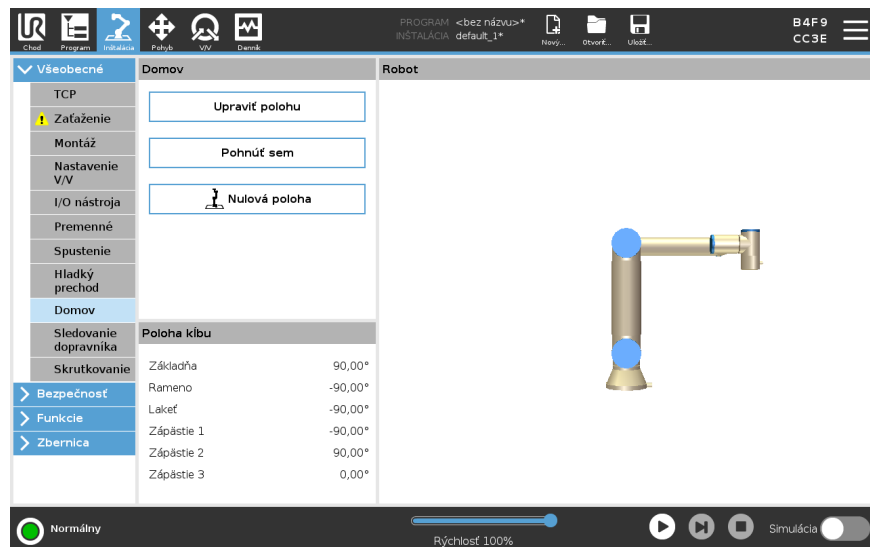 UR
Chod
Program
Inštalácia
Pohyb
V/V
Denník
PROGRAM <bez názvu>*
INŠTALÁCIA default_1*
Nový...
Otvoriť...
Uložiť...
B4F9
CC3E
Všeobecné
TCP
Zaťaženie
Montáž
Nastavenie
V/V
I/O nástroja
Premenné
Spustenie
Hladký
prechod
Domov
Sledovanie
dopravníka
Skrutkovanie
Bezpečnosť
Funkcie
Zbernica
Domov
Upraviť polohu
Pohnúť sem
Nulová poloha
Poloha kĺbu
Základňa 90,00°
Rameno -90,00°
Lakeť -90,00°
Zápästie 1 -90,00°
Zápästie 2 90,00°
Zápästie 3 0,00°
Robot
Normálny
Rýchlosť 100%
Simulácia